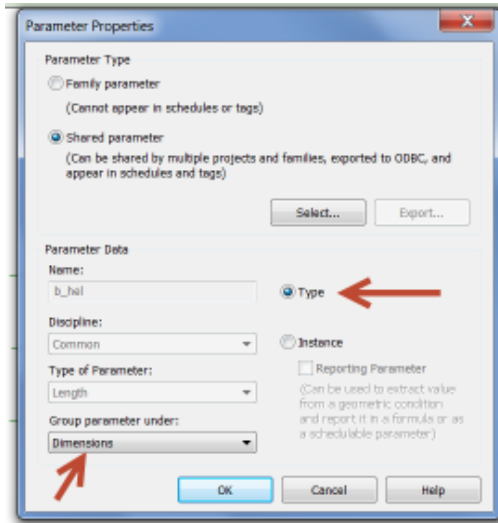 Parameter Properties
X
Parameter Type
Family parameter
(Cannot appear in schedules or tags)
Shared parameter
(Can be shared by multiple projects and families, exported to ODBC, and
appear in schedules and tags)
Select... Export...
Parameter Data
Name:
b_hel
Type
Discipline:
Common
Instance
Type of Parameter:
Reporting Parameter
Length
(Can be used to extract value
from a geometric condition
and report it in a formula or as
a schedulable parameter)
Group parameter under:
Dimensions
OK Cancel Help